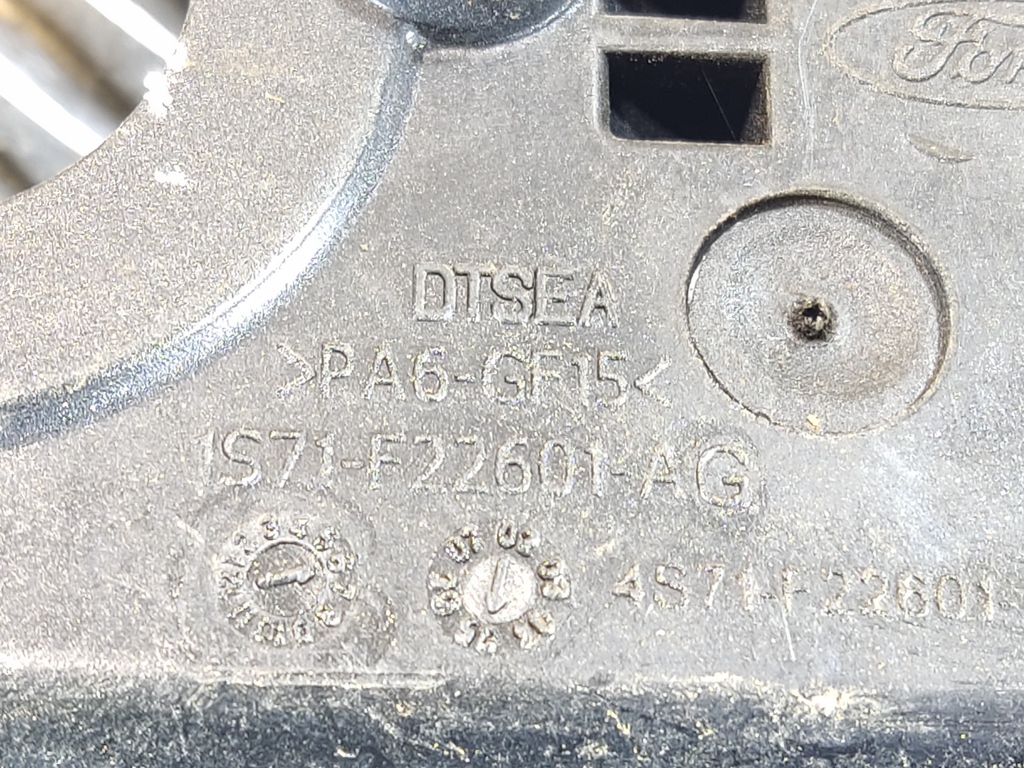 Ford
DTSEA
>PA6-GF15<
1S71-F22601-AG
4S71-F22601-